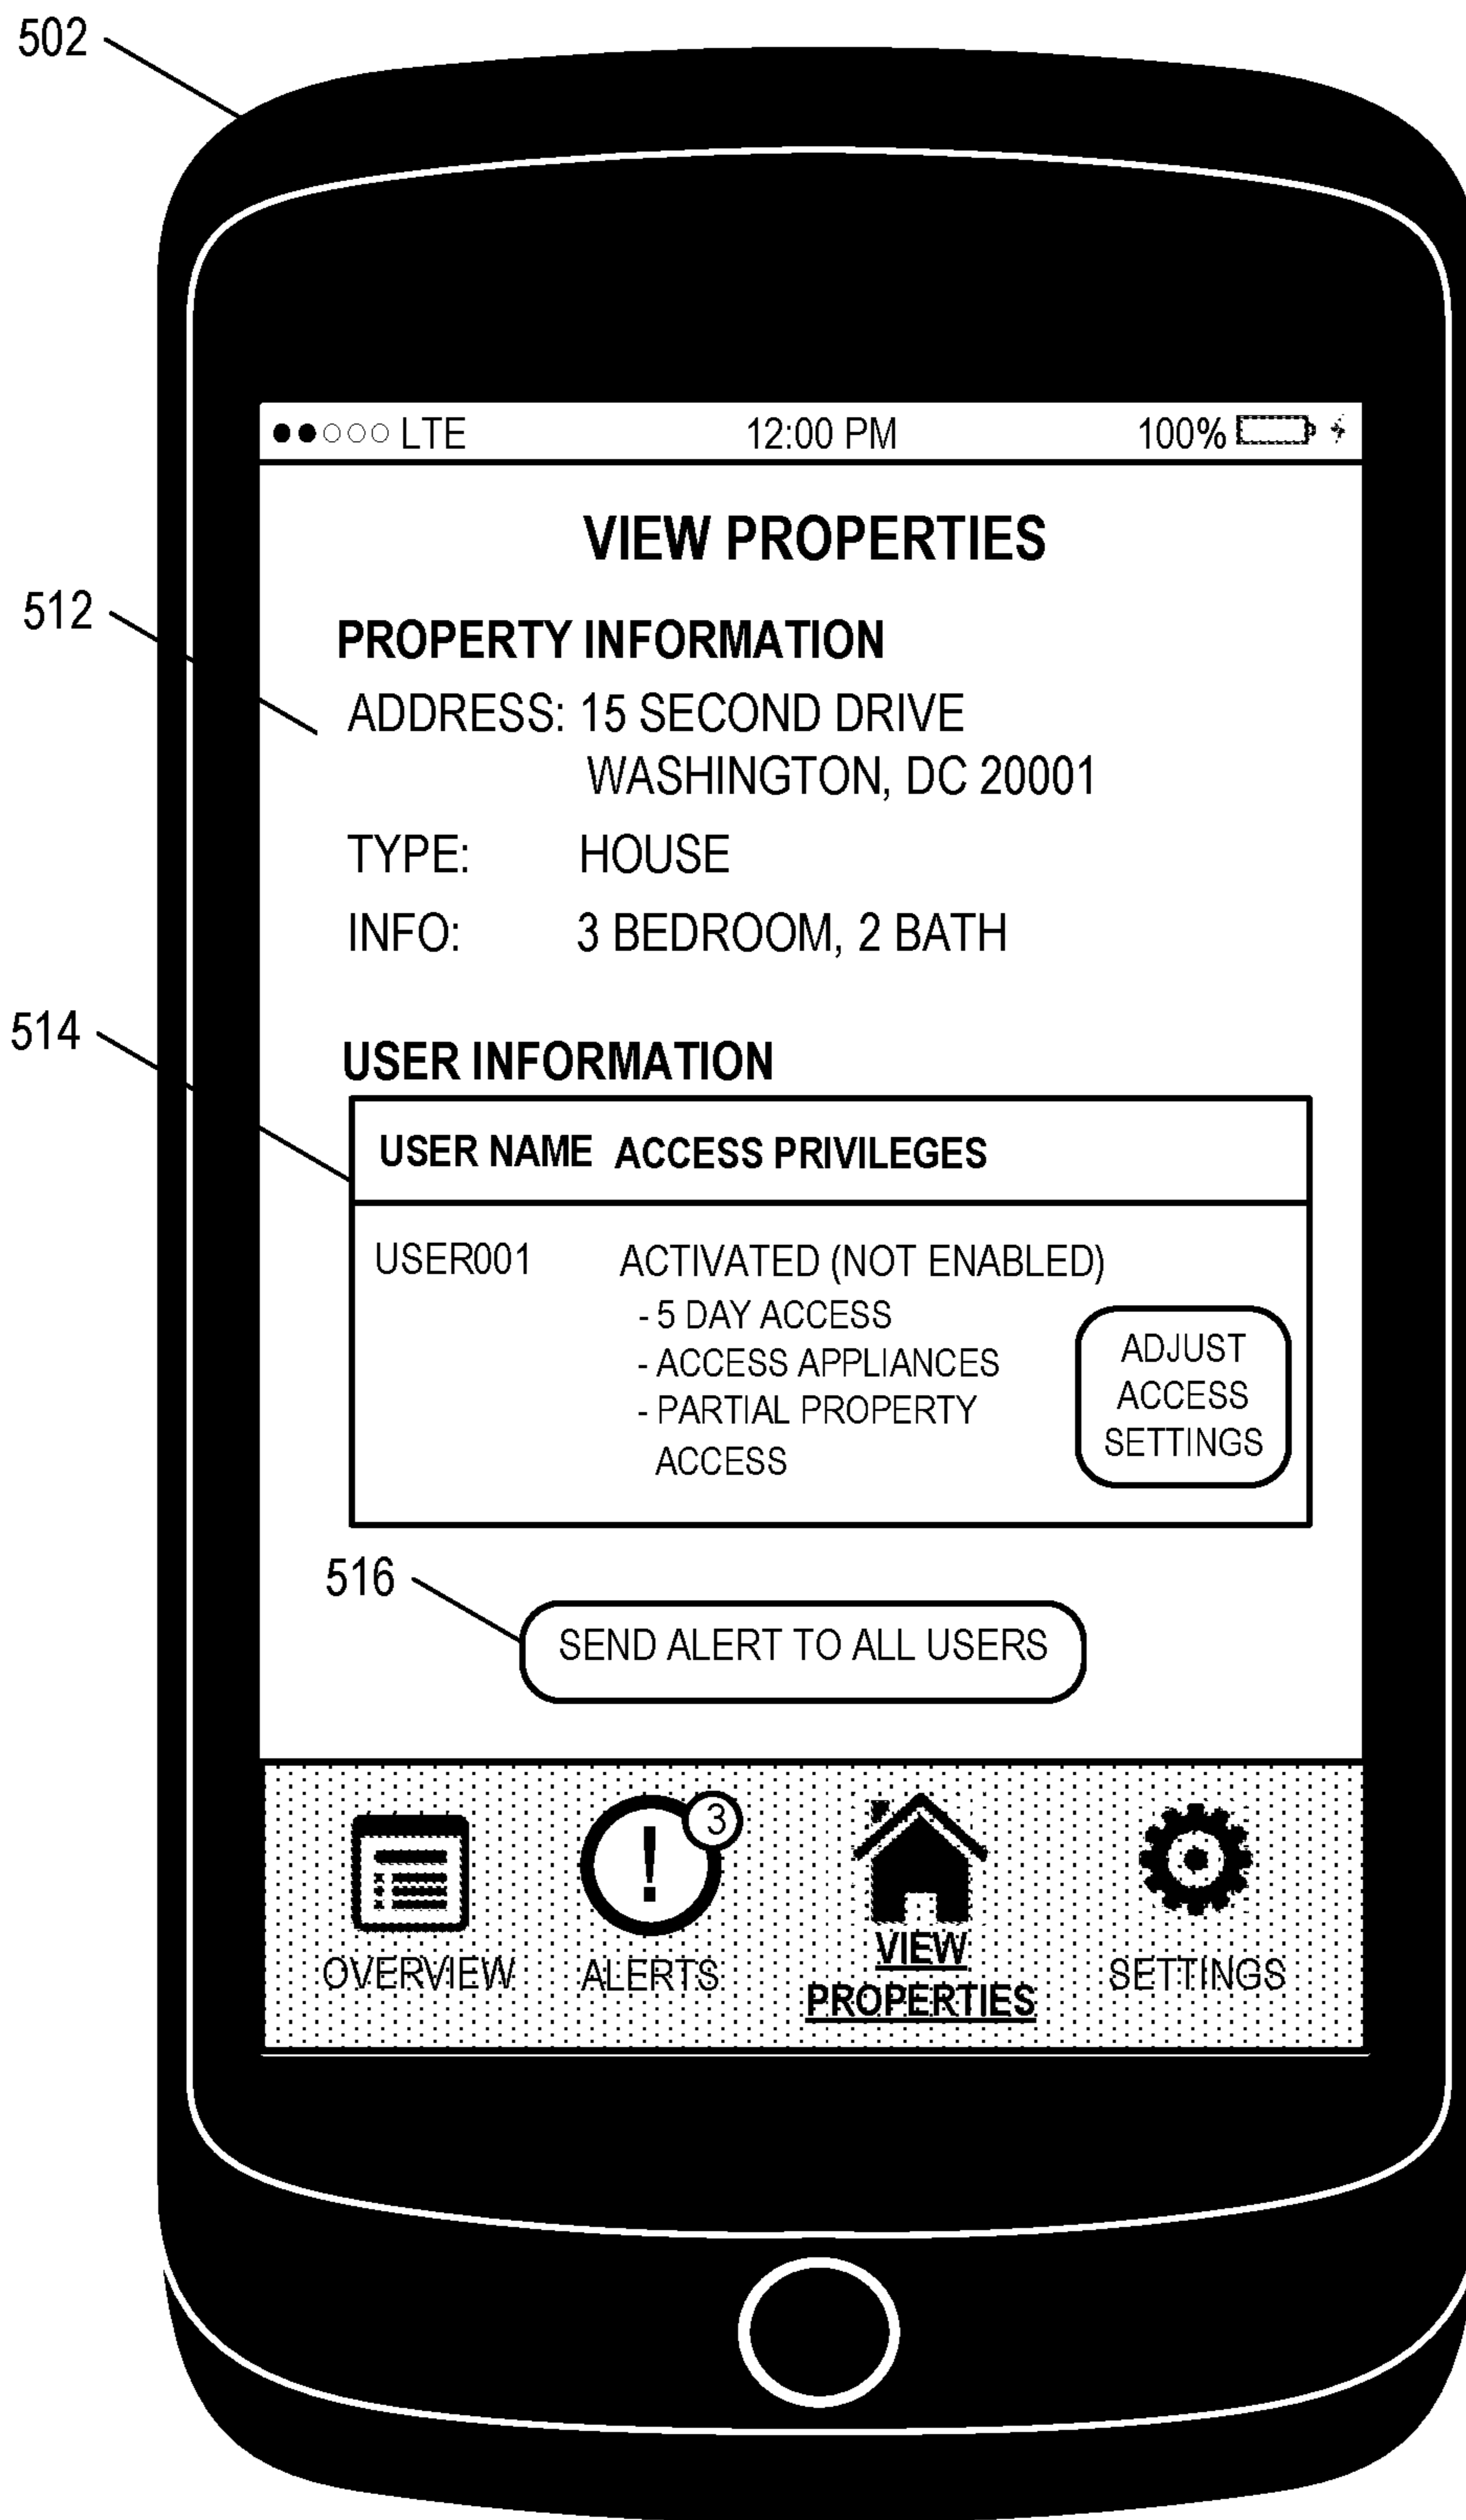 502
LTE 12:00 PM 100%
VIEW PROPERTIES
512
PROPERTY INFORMATION
ADDRESS: 15 SECOND DRIVE
WASHINGTON, DC 20001
TYPE: HOUSE
INFO: 3 BEDROOM, 2 BATH
514
USER INFORMATION
USER NAME ACCESS PRIVILEGES
USER001 ACTIVATED (NOT ENABLED)
- 5 DAY ACCESS
- ACCESS APPLIANCES
- PARTIAL PROPERTY
ACCESS
ADJUST
ACCESS
SETTINGS
516
SEND ALERT TO ALL USERS
! 3
OVERVIEW
ALERTS
VIEW
PROPERTIES
SETTINGS